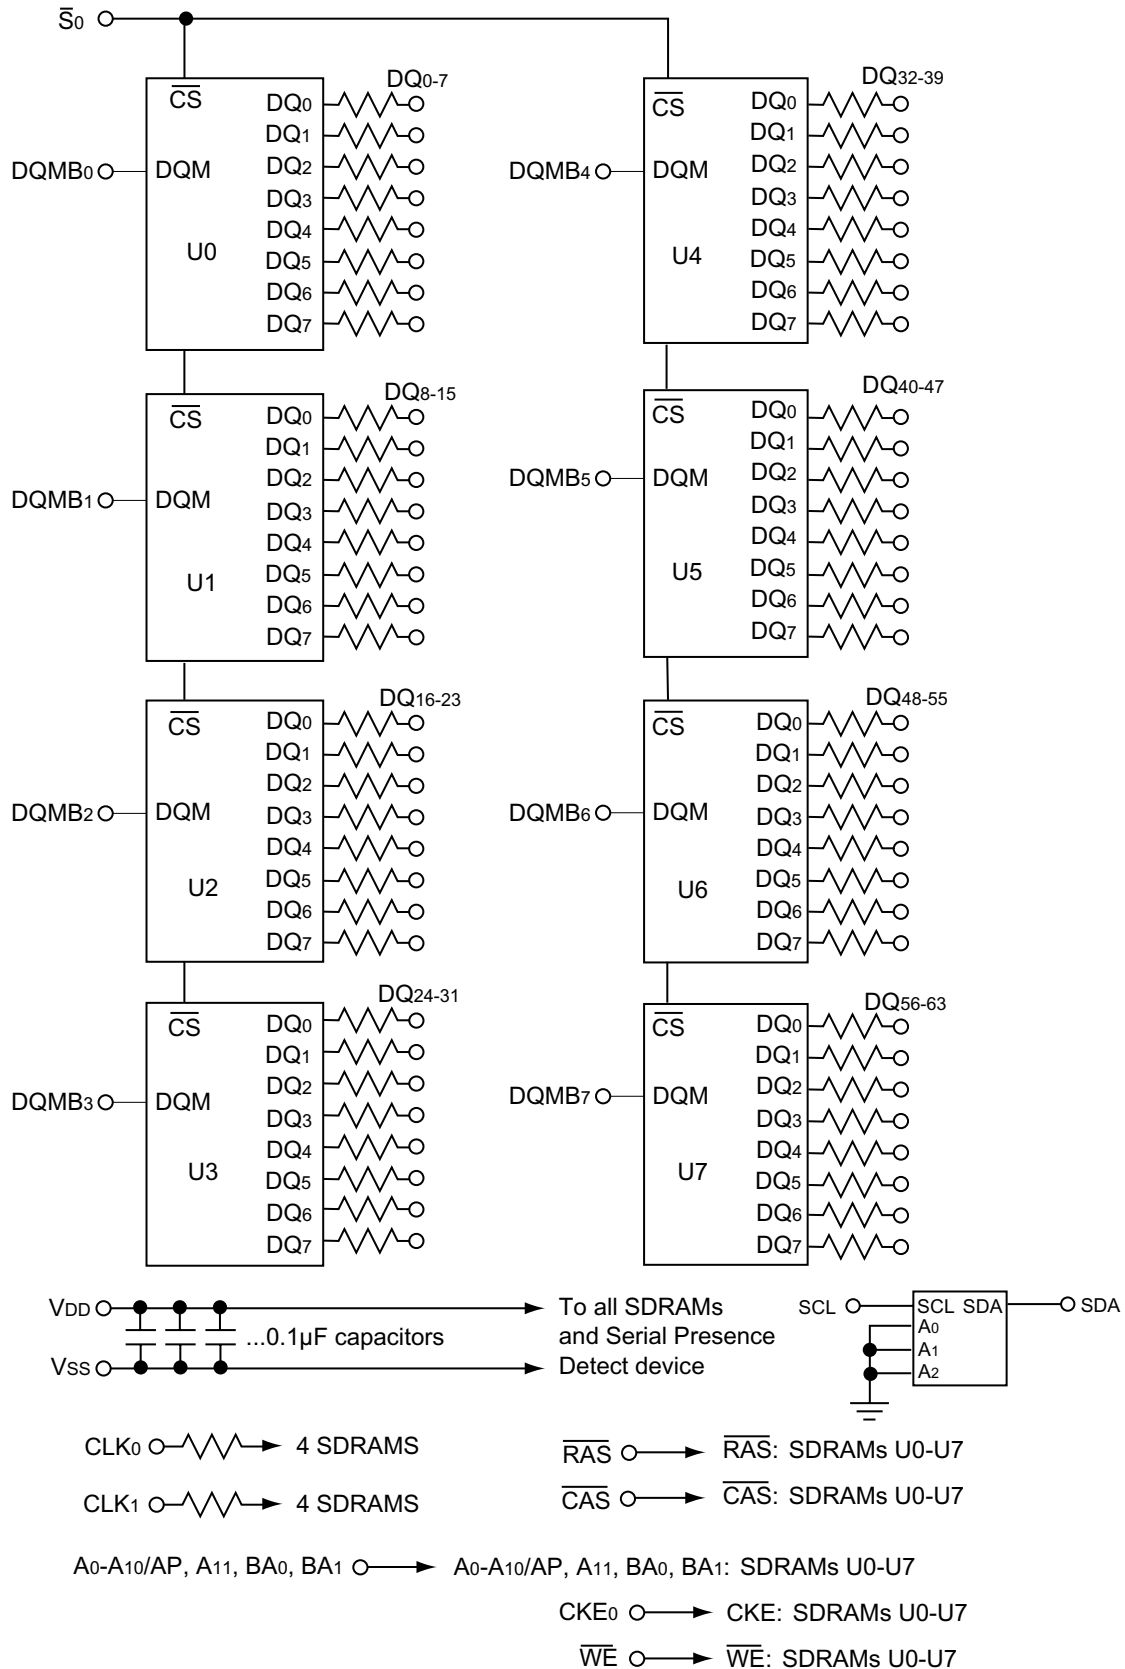 S̅0
CS̅
DQ0-7
DQ0
DQ1
DQMB0
DQM
DQ2
DQ3
DQ4
U0
DQ5
DQ6
DQ7
DQ8-15
CS̅
DQ0
DQ1
DQ2
DQMB1
DQM
DQ3
DQ4
DQ5
U1
DQ6
DQ7
DQ16-23
CS̅
DQ0
DQ1
DQ2
DQMB2
DQM
DQ3
DQ4
DQ5
U2
DQ6
DQ7
DQ24-31
CS̅
DQ0
DQ1
DQ2
DQMB3
DQM
DQ3
DQ4
U3
DQ5
DQ6
DQ7
DQ32-39
CS̅
DQ0
DQ1
DQMB4
DQM
DQ2
DQ3
DQ4
U4
DQ5
DQ6
DQ7
DQ40-47
CS̅
DQ0
DQ1
DQ2
DQMB5
DQM
DQ3
DQ4
U5
DQ5
DQ6
DQ7
DQ48-55
CS̅
DQ0
DQ1
DQ2
DQMB6
DQM
DQ3
DQ4
DQ5
U6
DQ6
DQ7
DQ56-63
CS̅
DQ0
DQ1
DQ2
DQMB7
DQM
DQ3
DQ4
U7
DQ5
DQ6
DQ7
VDD
VSS
...0.1µF capacitors
To all SDRAMs
and Serial Presence
Detect device
SCL
SCL SDA
SDA
A0
A1
A2
CLK0 4 SDRAMS
CLK1 4 SDRAMS
R̅A̅S̅ R̅A̅S̅: SDRAMs U0-U7
C̅A̅S̅ C̅A̅S̅: SDRAMs U0-U7
A0-A10/AP, A11, BA0, BA1 A0-A10/AP, A11, BA0, BA1: SDRAMs U0-U7
CKE0 CKE: SDRAMs U0-U7
W̅E̅ W̅E̅: SDRAMs U0-U7